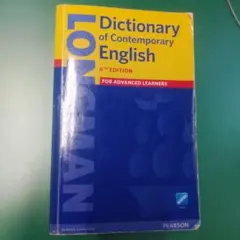 LONGMAN
Dictionary
of Contemporary
English
6TH EDITION
FOR ADVANCED LEARNERS
PEARSON